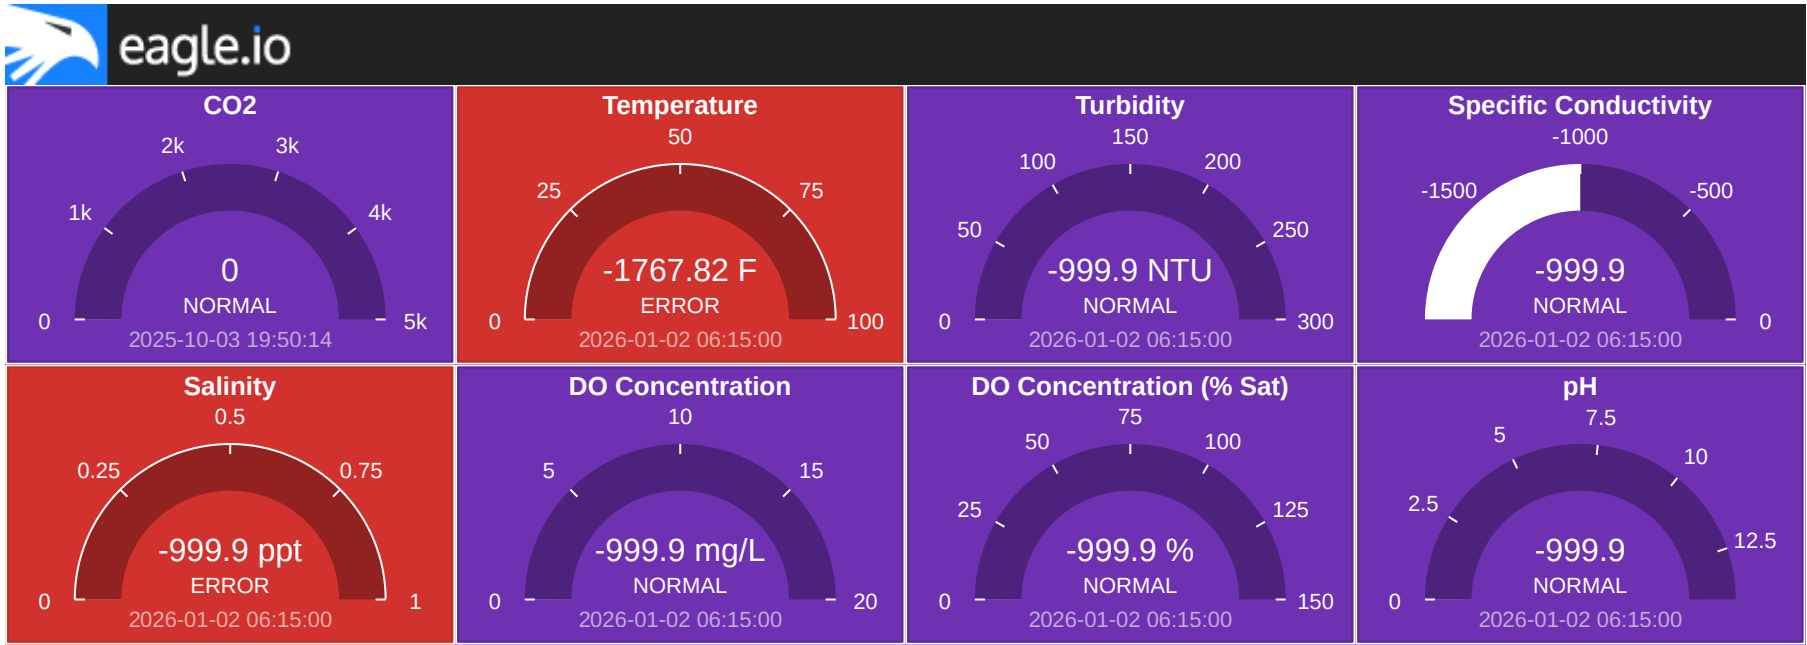 eagle.io
CO2
2k 3k
1k 4k
0
NORMAL
0 5k
2025-10-03 19:50:14
Temperature
50
25 75
-1767.82 F
ERROR
0 100
2026-01-02 06:15:00
Turbidity
150
100 200
50 250
-999.9 NTU
NORMAL
0 300
2026-01-02 06:15:00
Specific Conductivity
-1000
-1500 -500
-999.9
NORMAL
0
2026-01-02 06:15:00
Salinity
0.5
0.25 0.75
-999.9 ppt
ERROR
0 1
2026-01-02 06:15:00
DO Concentration
10
5 15
-999.9 mg/L
NORMAL
0 20
2026-01-02 06:15:00
DO Concentration (% Sat)
75
50 100
25 125
-999.9 %
NORMAL
0 150
2026-01-02 06:15:00
pH
7.5
5 10
2.5 12.5
-999.9
NORMAL
0
2026-01-02 06:15:00